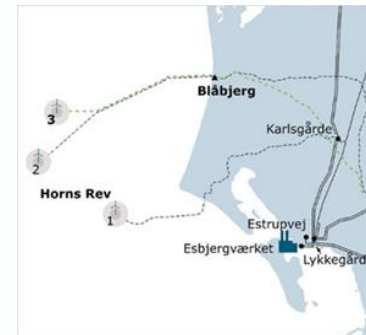 Blåbjerg
3
Karlsgårde
2
Horns Rev
1
Estrupvej
Esbjergværket
Lykkegård